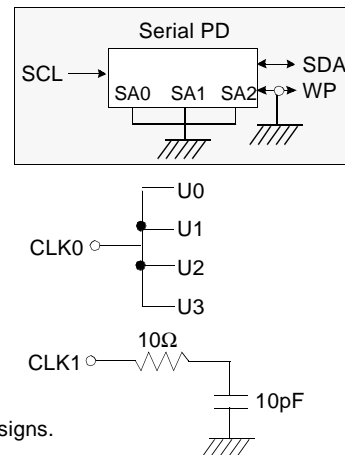 Serial PD
SCL
SDA
SA0 SA1 SA2
WP
U0
U1
CLK0
U2
U3
10Ω
CLK1
10pF
signs.